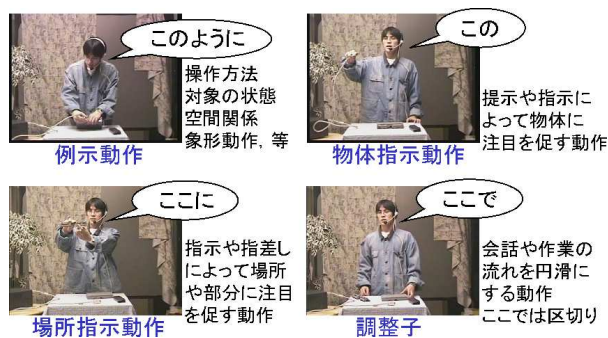 このように
操作方法
対象の状態
空間関係
象形動作, 等
例示動作
この
提示や指示に
よって物体に
注目を促す動作
物体指示動作
ここに
指示や指差し
によって場所
や部分に注目
を促す動作
場所指示動作
ここで
会話や作業の
流れを円滑に
する動作
ここでは区切り
調整子